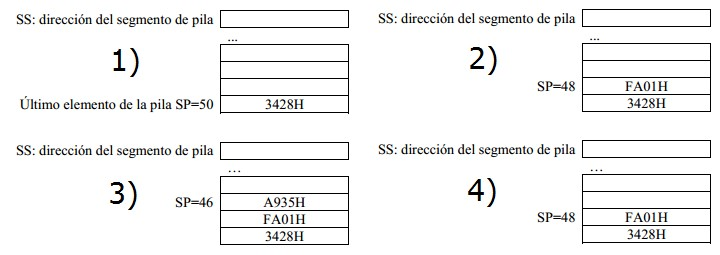 SS: dirección del segmento de pila
...
1)
Último elemento de la pila SP=50
3428H
SS: dirección del segmento de pila
...
2)
SP=48
FA01H
3428H
SS: dirección del segmento de pila
...
3)
SP=46
A935H
FA01H
3428H
SS: dirección del segmento de pila
...
4)
SP=48
FA01H
3428H